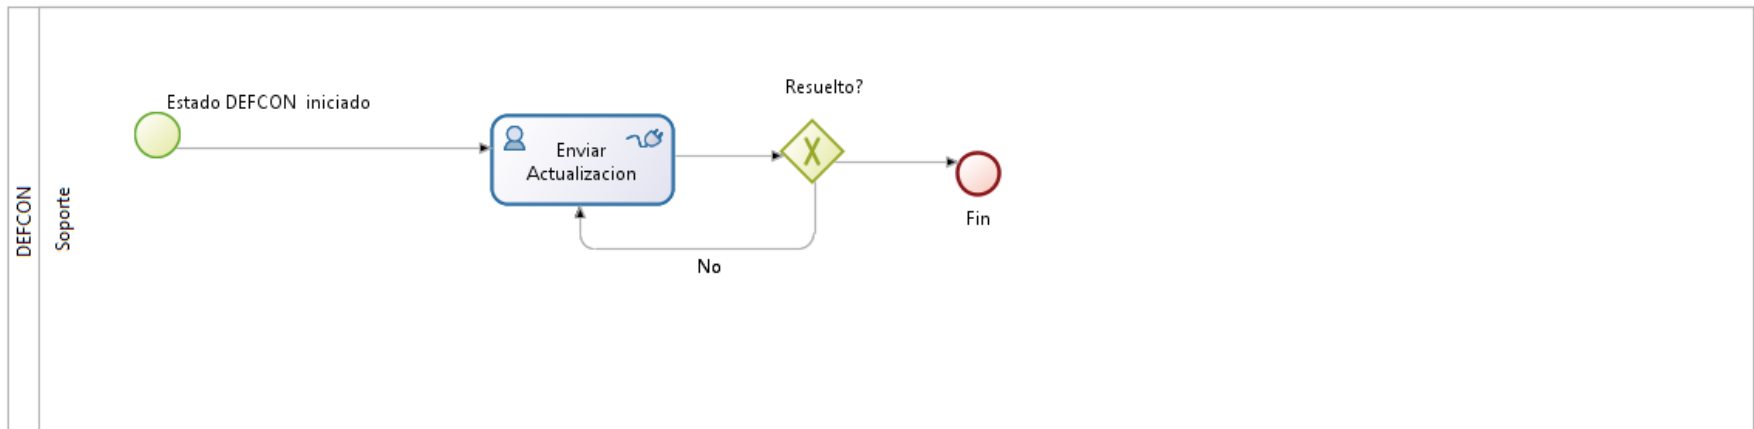 DEFCON
Soporte
Estado DEFCON iniciado
Enviar
Actualizacion
Resuelto?
No
Fin